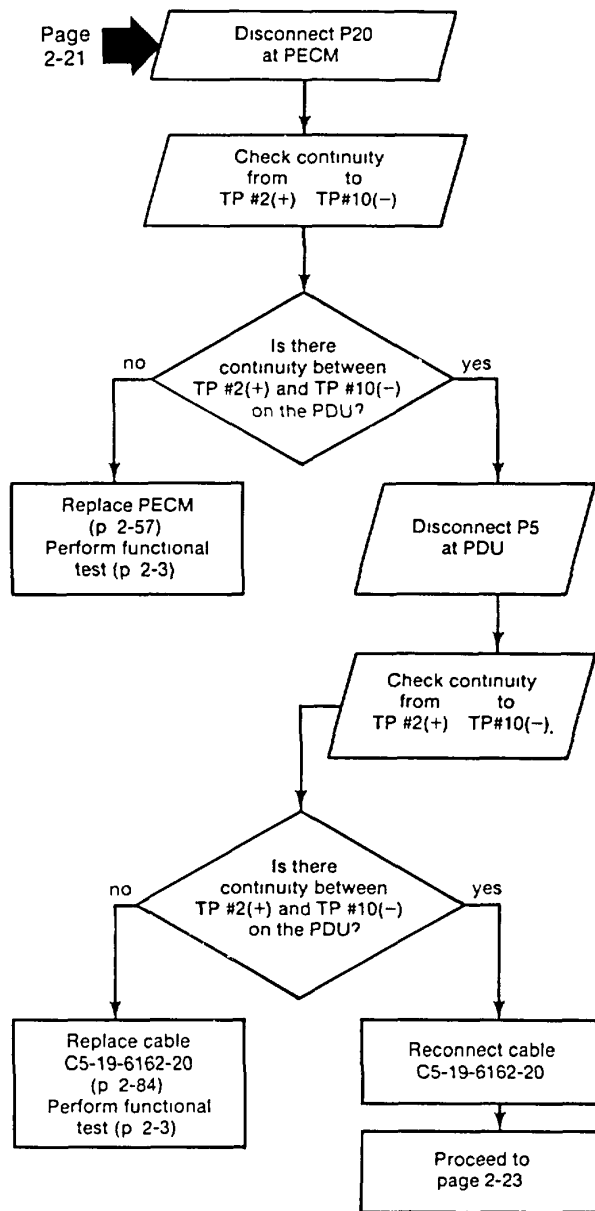 Page
2-21
Disconnect P20
at PECM
Check continuity
from to
TP #2(+) TP#10(−)
Is there
continuity between
TP #2(+) and TP #10(−)
on the PDU?
no
yes
Replace PECM
(p 2-57)
Perform functional
test (p 2-3)
Disconnect P5
at PDU
Check continuity
from to
TP #2(+) TP#10(−).
Is there
continuity between
TP #2(+) and TP #10(−)
on the PDU?
no
yes
Replace cable
C5-19-6162-20
(p 2-84)
Perform functional
test (p 2-3)
Reconnect cable
C5-19-6162-20
Proceed to
page 2-23